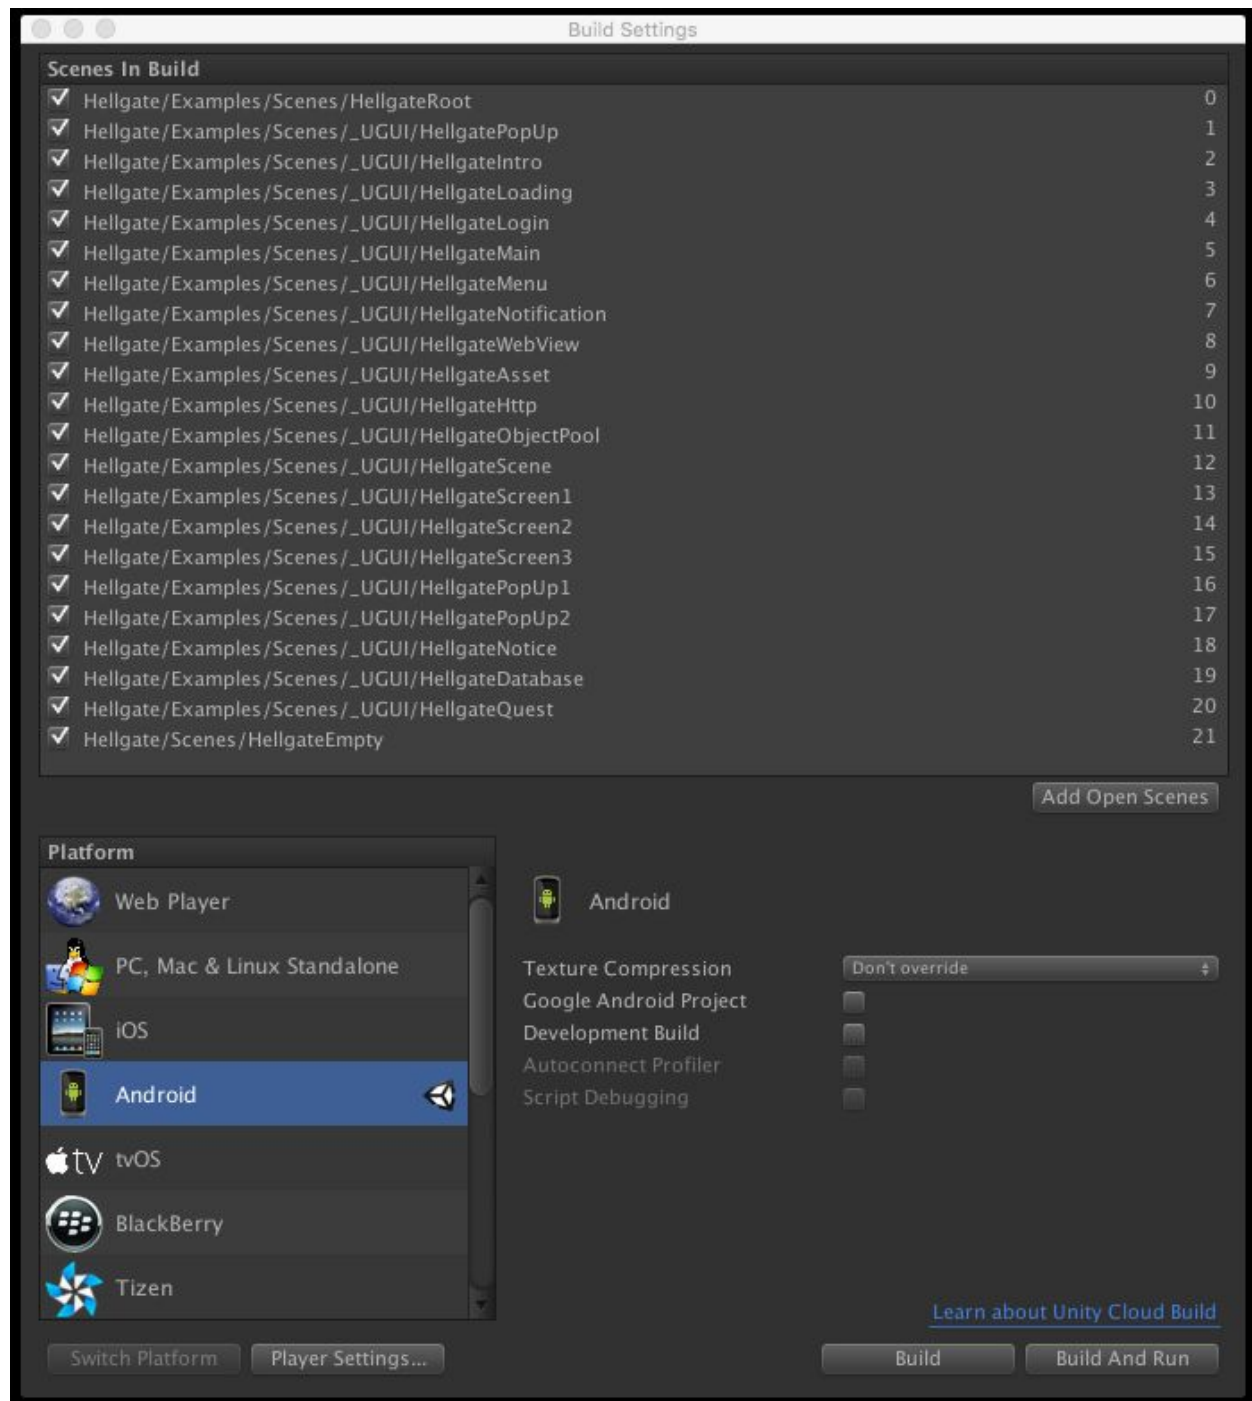 Build Settings
Scenes In Build
Hellgate/Examples/Scenes/HellgateRoot 0
Hellgate/Examples/Scenes/_UGUI/HellgatePopUp 1
Hellgate/Examples/Scenes/_UGUI/HellgateIntro 2
Hellgate/Examples/Scenes/_UGUI/HellgateLoading 3
Hellgate/Examples/Scenes/_UGUI/HellgateLogin 4
Hellgate/Examples/Scenes/_UGUI/HellgateMain 5
Hellgate/Examples/Scenes/_UGUI/HellgateMenu 6
Hellgate/Examples/Scenes/_UGUI/HellgateNotification 7
Hellgate/Examples/Scenes/_UGUI/HellgateWebView 8
Hellgate/Examples/Scenes/_UGUI/HellgateAsset 9
Hellgate/Examples/Scenes/_UGUI/HellgateHttp 10
Hellgate/Examples/Scenes/_UGUI/HellgateObjectPool 11
Hellgate/Examples/Scenes/_UGUI/HellgateScene 12
Hellgate/Examples/Scenes/_UGUI/HellgateScreen1 13
Hellgate/Examples/Scenes/_UGUI/HellgateScreen2 14
Hellgate/Examples/Scenes/_UGUI/HellgateScreen3 15
Hellgate/Examples/Scenes/_UGUI/HellgatePopUp1 16
Hellgate/Examples/Scenes/_UGUI/HellgatePopUp2 17
Hellgate/Examples/Scenes/_UGUI/HellgateNotice 18
Hellgate/Examples/Scenes/_UGUI/HellgateDatabase 19
Hellgate/Examples/Scenes/_UGUI/HellgateQuest 20
Hellgate/Scenes/HellgateEmpty 21
Add Open Scenes
Platform
Web Player
PC, Mac & Linux Standalone
iOS
Android
tv tvOS
BlackBerry
Tizen
Android
Texture Compression Don't override
Google Android Project
Development Build
Autoconnect Profiler
Script Debugging
Learn about Unity Cloud Build
Switch Platform Player Settings... Build Build And Run